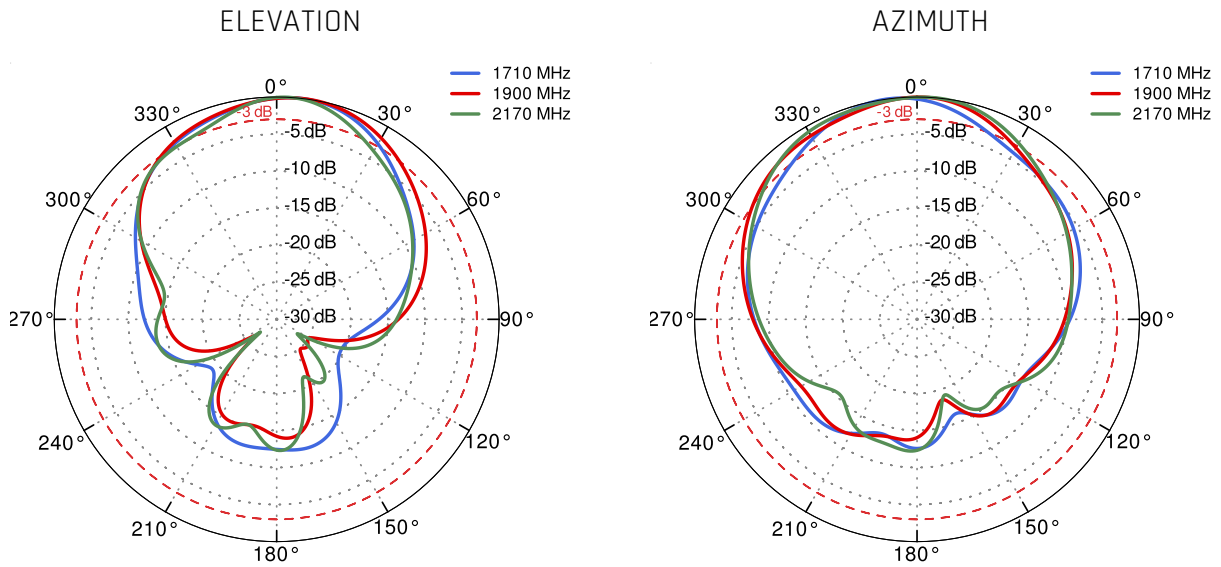 ELEVATION
1710 MHz
1900 MHz
2170 MHz
0°
30°
60°
90°
120°
150°
180°
210°
240°
270°
300°
330°
-3 dB
-5 dB
-10 dB
-15 dB
-20 dB
-25 dB
-30 dB
AZIMUTH
1710 MHz
1900 MHz
2170 MHz
0°
30°
60°
90°
120°
150°
180°
210°
240°
270°
300°
330°
-3 dB
-5 dB
-10 dB
-15 dB
-20 dB
-25 dB
-30 dB